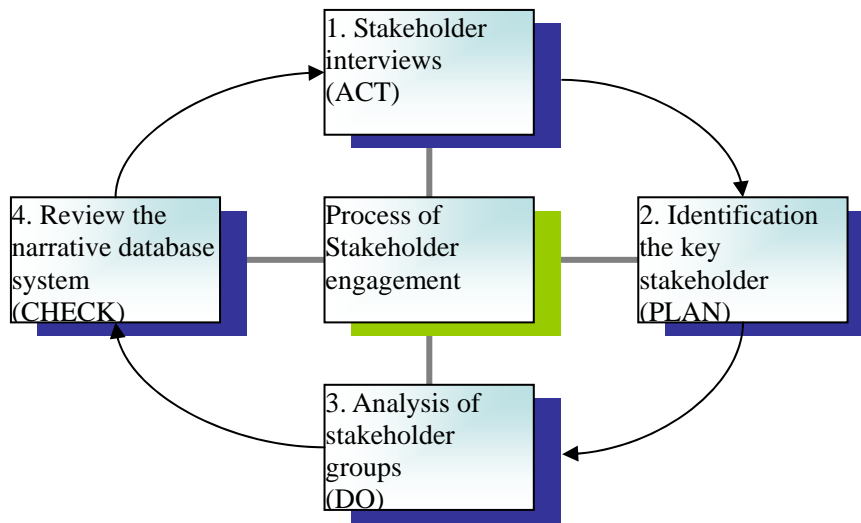 1. Stakeholder
interviews
(ACT)
4. Review the
narrative database
system
(CHECK)
Process of
Stakeholder
engagement
2. Identification
the key
stakeholder
(PLAN)
3. Analysis of
stakeholder
groups
(DO)